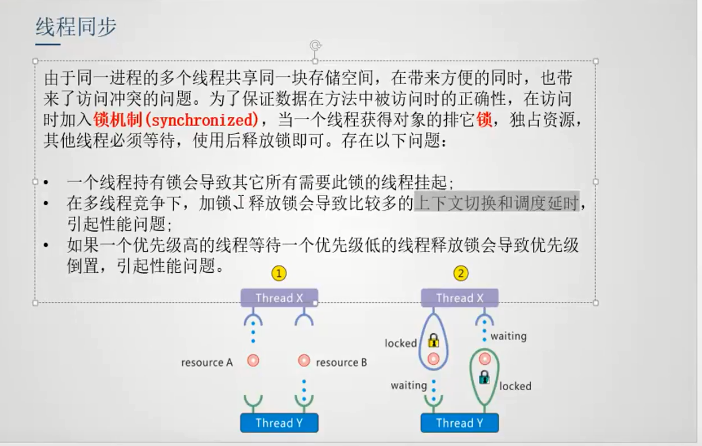 线程同步
由于同一进程的多个线程共享同一块存储空间，在带来方便的同时，也带
来了访问冲突的问题。为了保证数据在方法中被访问时的正确性，在访问
时加入锁机制(synchronized)，当一个线程获得对象的排它锁，独占资源，
其他线程必须等待，使用后释放锁即可。存在以下问题：
• 一个线程持有锁会导致其它所有需要此锁的线程挂起；
• 在多线程竞争下，加锁、释放锁会导致比较多的上下文切换和调度延时，
引起性能问题；
• 如果一个优先级高的线程等待一个优先级低的线程释放锁会导致优先级
倒置，引起性能问题。
1
2
Thread X
Thread X
resource A
resource B
locked
waiting
waiting
locked
Thread Y
Thread Y